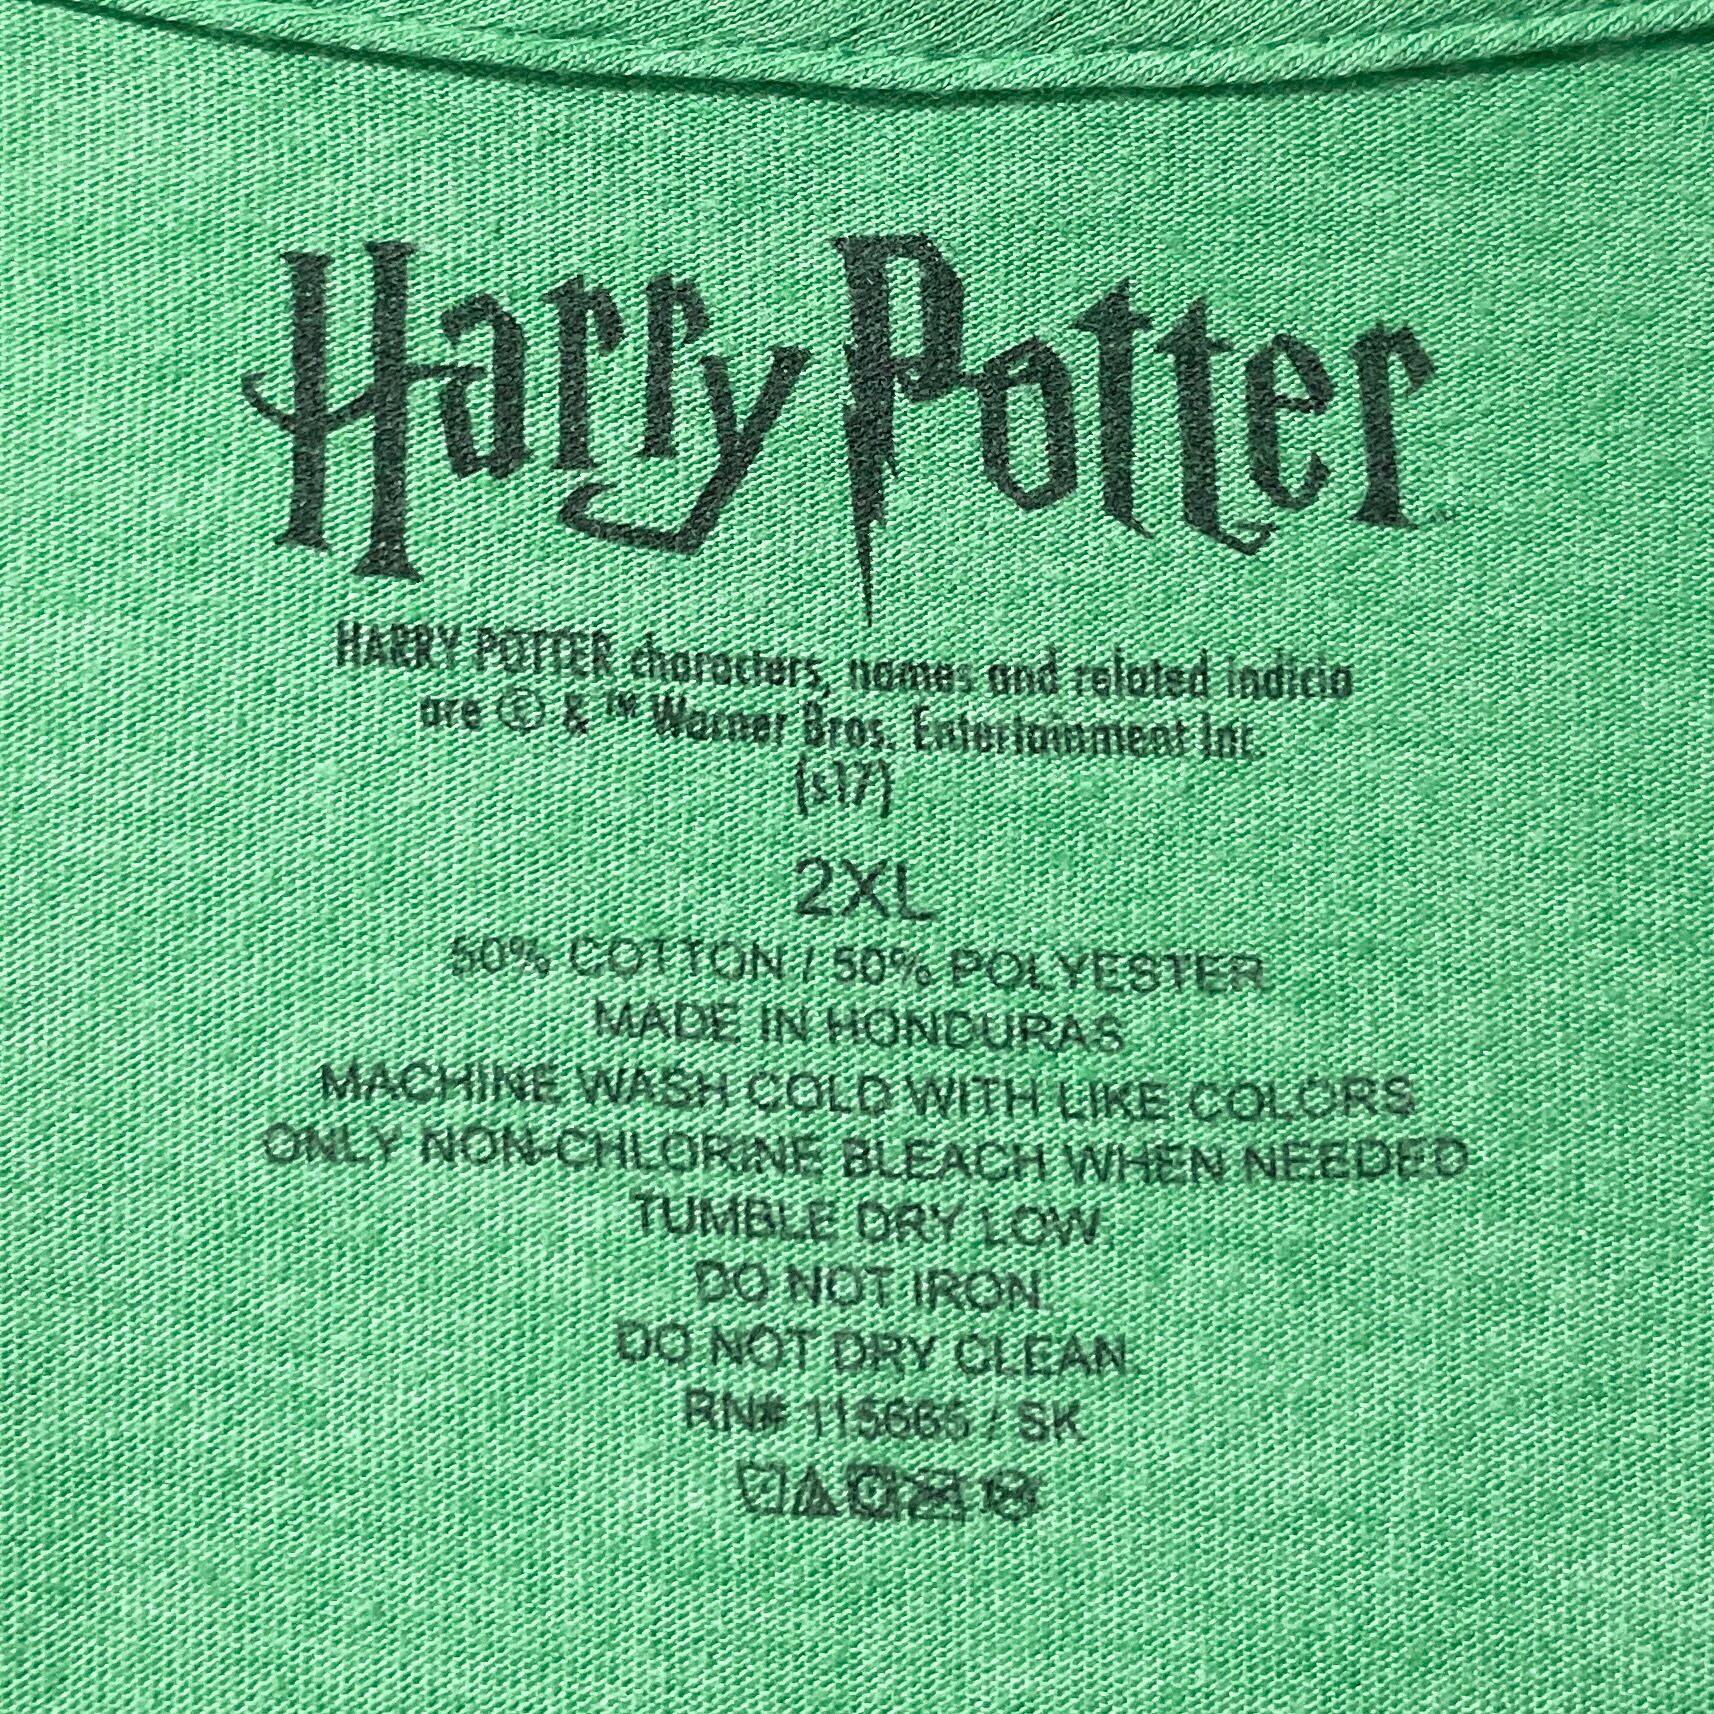 Harry Potter
HARRY POTTER characters, names and related indicia
are © & ™ Warner Bros. Entertainment Inc.
(s17)
2XL
50% COTTON / 50% POLYESTER
MADE IN HONDURAS
MACHINE WASH COLD WITH LIKE COLORS
ONLY NON-CHLORINE BLEACH WHEN NEEDED
TUMBLE DRY LOW.
DO NOT IRON.
DO NOT DRY CLEAN.
RN# 115666 / SK